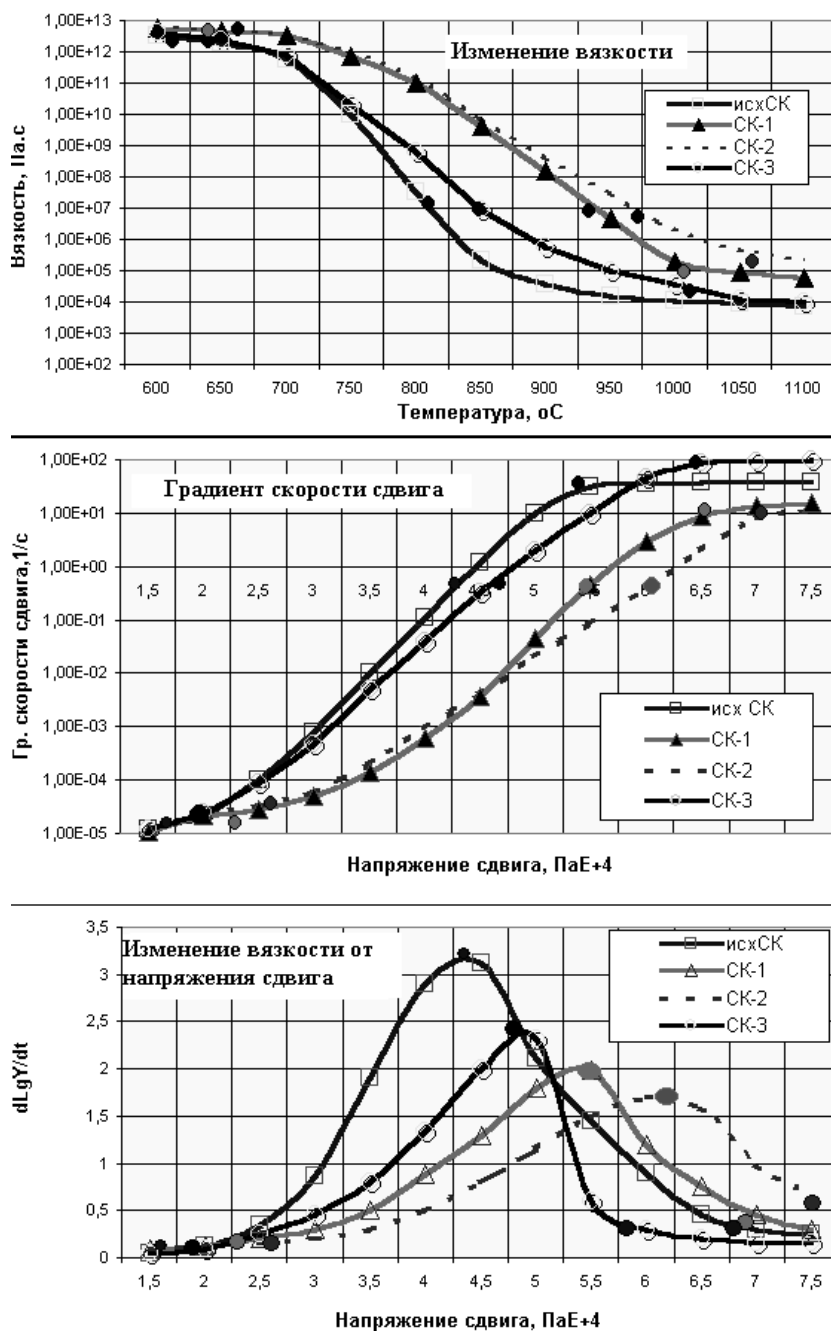 1,00E+13
Изменение вязкости
1,00E+12
1,00E+11
1,00E+10
1,00E+09
1,00E+08
1,00E+07
1,00E+06
1,00E+05
1,00E+04
1,00E+03
1,00E+02
исхСК
СК-1
СК-2
СК-3
Вязкость, Па.с
600 650 700 750 800 850 900 950 1000 1050 1100
Температура, оС
1,00E+02
Градиент скорости сдвига
1,00E+01
1,00E+00
1,5 2 2,5 3 3,5 4 4,5 5 5,5 6 6,5 7 7,5
1,00E-01
1,00E-02
1,00E-03
1,00E-04
1,00E-05
Гр. скорости сдвига,1/с
исх СК
СК-1
СК-2
СК-3
Напряжение сдвига, ПаЕ+4
3,5
Изменение вязкости от
напряжения сдвига
3
2,5
2
1,5
1
0,5
0
dLgY/dt
исхСК
СК-1
СК-2
СК-3
1,5 2 2,5 3 3,5 4 4,5 5 5,5 6 6,5 7 7,5
Напряжение сдвига, ПаЕ+4